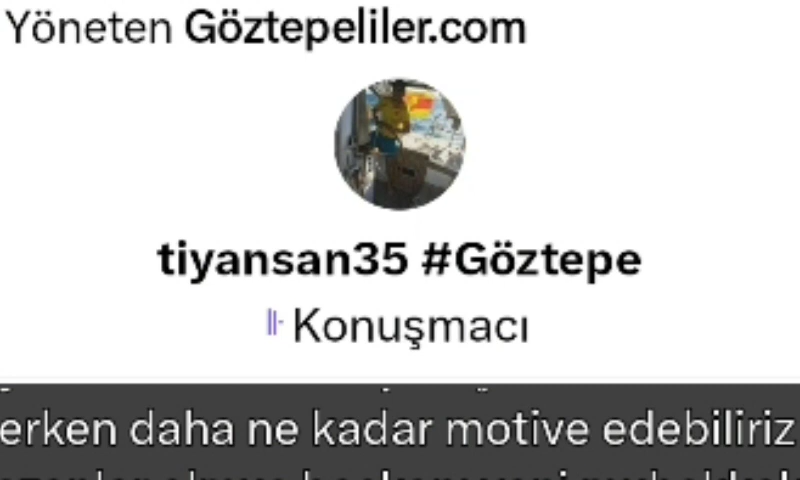 Yöneten Göztepeliler.com
tiyansan35 #Göztepe
Konuşmacı
erken daha ne kadar motive edebiliriz